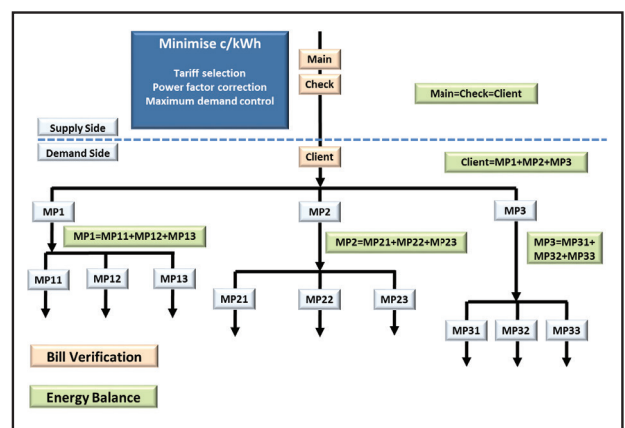 Minimise c/kWh
Tariff selection
Power factor correction
Maximum demand control
Main
Check
Main=Check=Client
Supply Side
Demand Side
Client
Client=MP1+MP2+MP3
MP1
MP2
MP3
MP1=MP11+MP12+MP13
MP2=MP21+MP22+MP23
MP3=MP31+
MP32+MP33
MP11
MP12
MP13
MP21
MP22
MP23
MP31
MP32
MP33
Bill Verification
Energy Balance